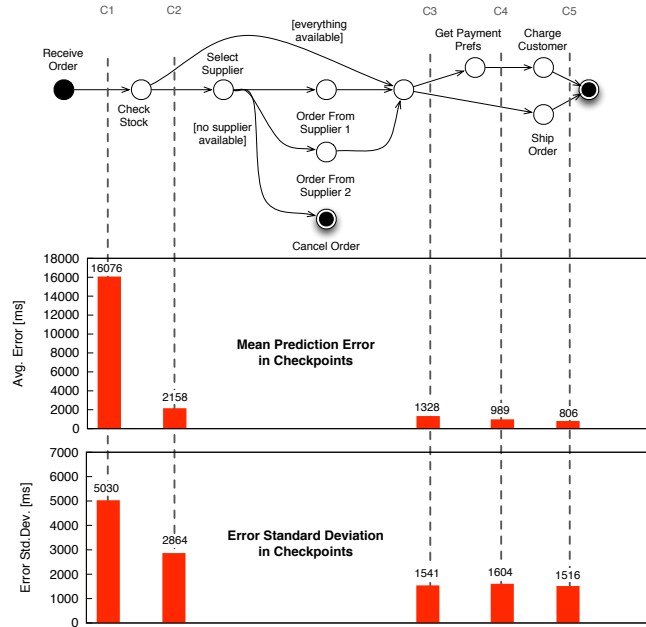 C1
C2
C3
C4
C5
[everything
available]
Get Payment
Prefs
Charge
Customer
Receive
Order
Select
Supplier
Check
Stock
[no supplier
available]
Order From
Supplier 1
Ship
Order
Order From
Supplier 2
Cancel Order
18000
16000
14000
12000
10000
8000
6000
4000
2000
0
Avg. Error [ms]
16076
2158
1328
989
806
Mean Prediction Error
in Checkpoints
7000
6000
5000
4000
3000
2000
1000
0
Error Std.Dev. [ms]
5030
2864
1541
1604
1516
Error Standard Deviation
in Checkpoints